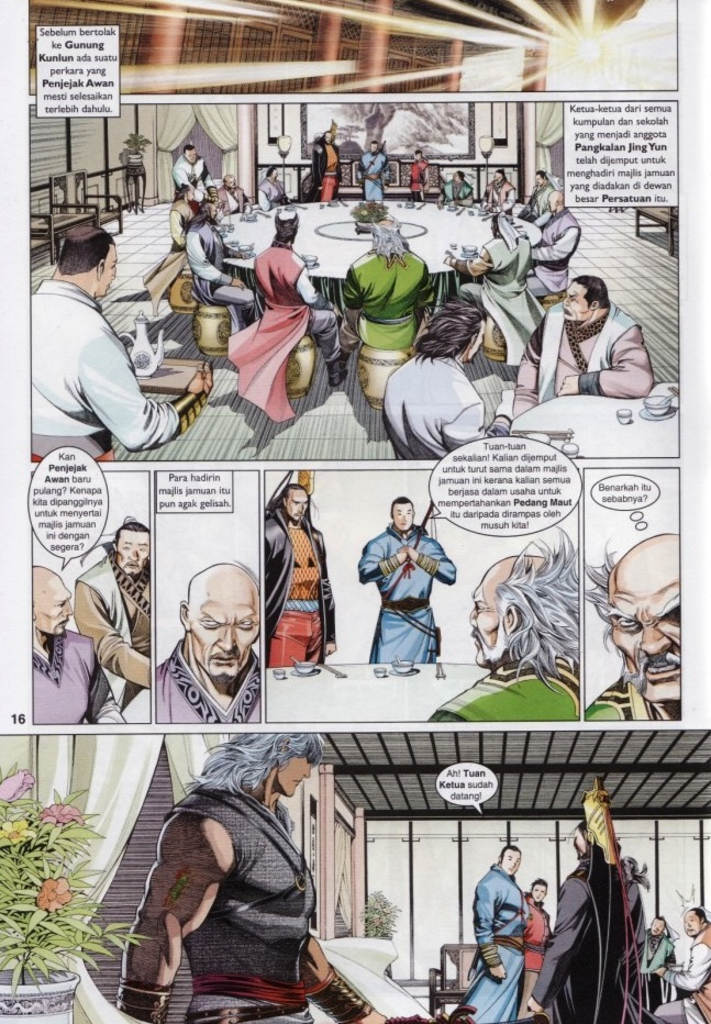 Sebelum bertolak
ke Gunung
Kunlun ada suatu
perkara yang
Penjejak Awan
mesti selesaikan
terlebih dahulu.
Ketua-ketua dari semua
kumpulan dan sekolah
yang menjadi anggota
Pangkalan Jing Yun
telah dijemput untuk
menghadiri majlis jamuan
yang diadakan di dewan
besar Persatuan itu.
Kan
Penjejak
Awan baru
pulang? Kenapa
kita dipanggilnya
untuk menyertai
majlis jamuan
dengan
segera?
Para hadirin
majlis jamuan itu
pun agak gelisah.
Tuan-tuan
sekalian! Kalian dijemput
untuk turut sama dalam majlis
jamuan ini kerana kalian semua
berjasa dalam usaha untuk
mempertahankan Pedang Maut
itu daripada dirampas oleh
musuh kita!
Benarkah itu
sebabnya?
16
Ah! Tuan
Ketua sudah
datang!